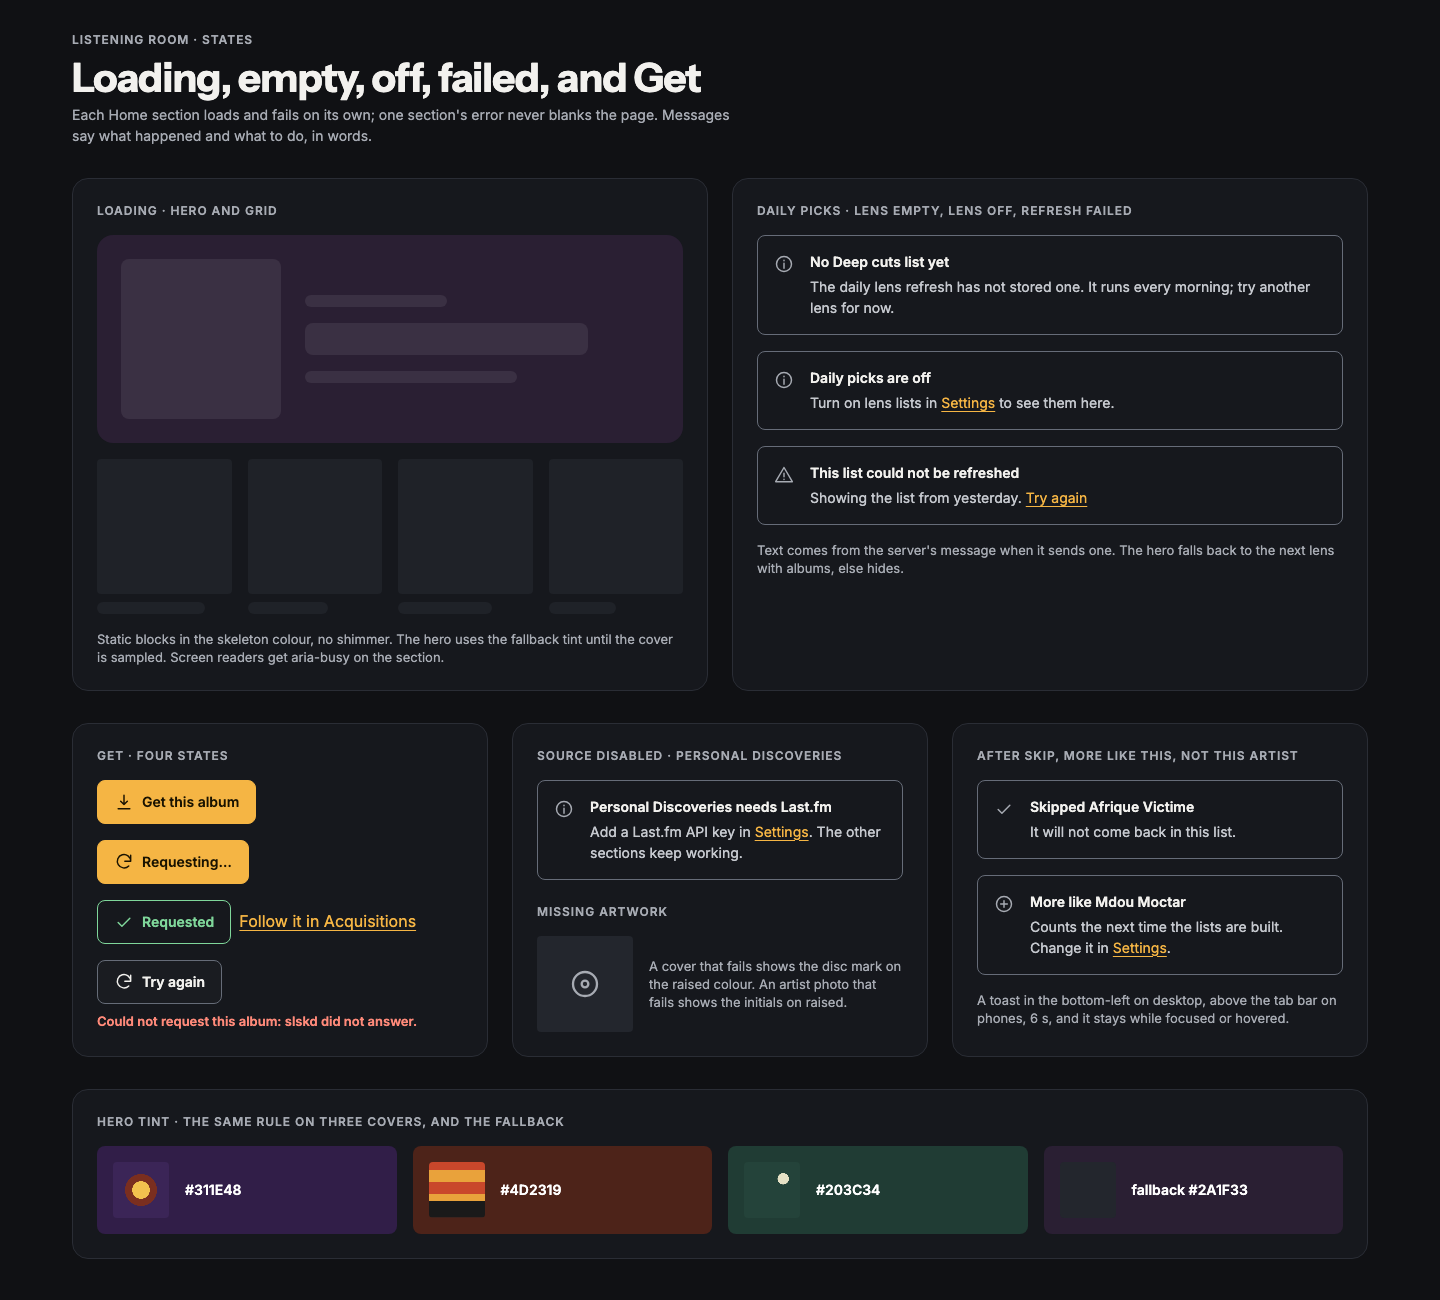 LISTENING ROOM · STATES
Loading, empty, off, failed, and Get
Each Home section loads and fails on its own; one section's error never blanks the page. Messages
say what happened and what to do, in words.
LOADING · HERO AND GRID
Static blocks in the skeleton colour, no shimmer. The hero uses the fallback tint until the cover
is sampled. Screen readers get aria-busy on the section.
DAILY PICKS · LENS EMPTY, LENS OFF, REFRESH FAILED
No Deep cuts list yet
The daily lens refresh has not stored one. It runs every morning; try another
lens for now.
Daily picks are off
Turn on lens lists in Settings to see them here.
This list could not be refreshed
Showing the list from yesterday. Try again
Text comes from the server's message when it sends one. The hero falls back to the next lens
with albums, else hides.
GET · FOUR STATES
Get this album
Requesting...
Requested Follow it in Acquisitions
Try again
Could not request this album: slskd did not answer.
SOURCE DISABLED · PERSONAL DISCOVERIES
Personal Discoveries needs Last.fm
Add a Last.fm API key in Settings. The other
sections keep working.
MISSING ARTWORK
A cover that fails shows the disc mark on
the raised colour. An artist photo that
fails shows the initials on raised.
AFTER SKIP, MORE LIKE THIS, NOT THIS ARTIST
Skipped Afrique Victime
It will not come back in this list.
More like Mdou Moctar
Counts the next time the lists are built.
Change it in Settings.
A toast in the bottom-left on desktop, above the tab bar on
phones, 6 s, and it stays while focused or hovered.
HERO TINT · THE SAME RULE ON THREE COVERS, AND THE FALLBACK
#311E48
#4D2319
#203C34
fallback #2A1F33